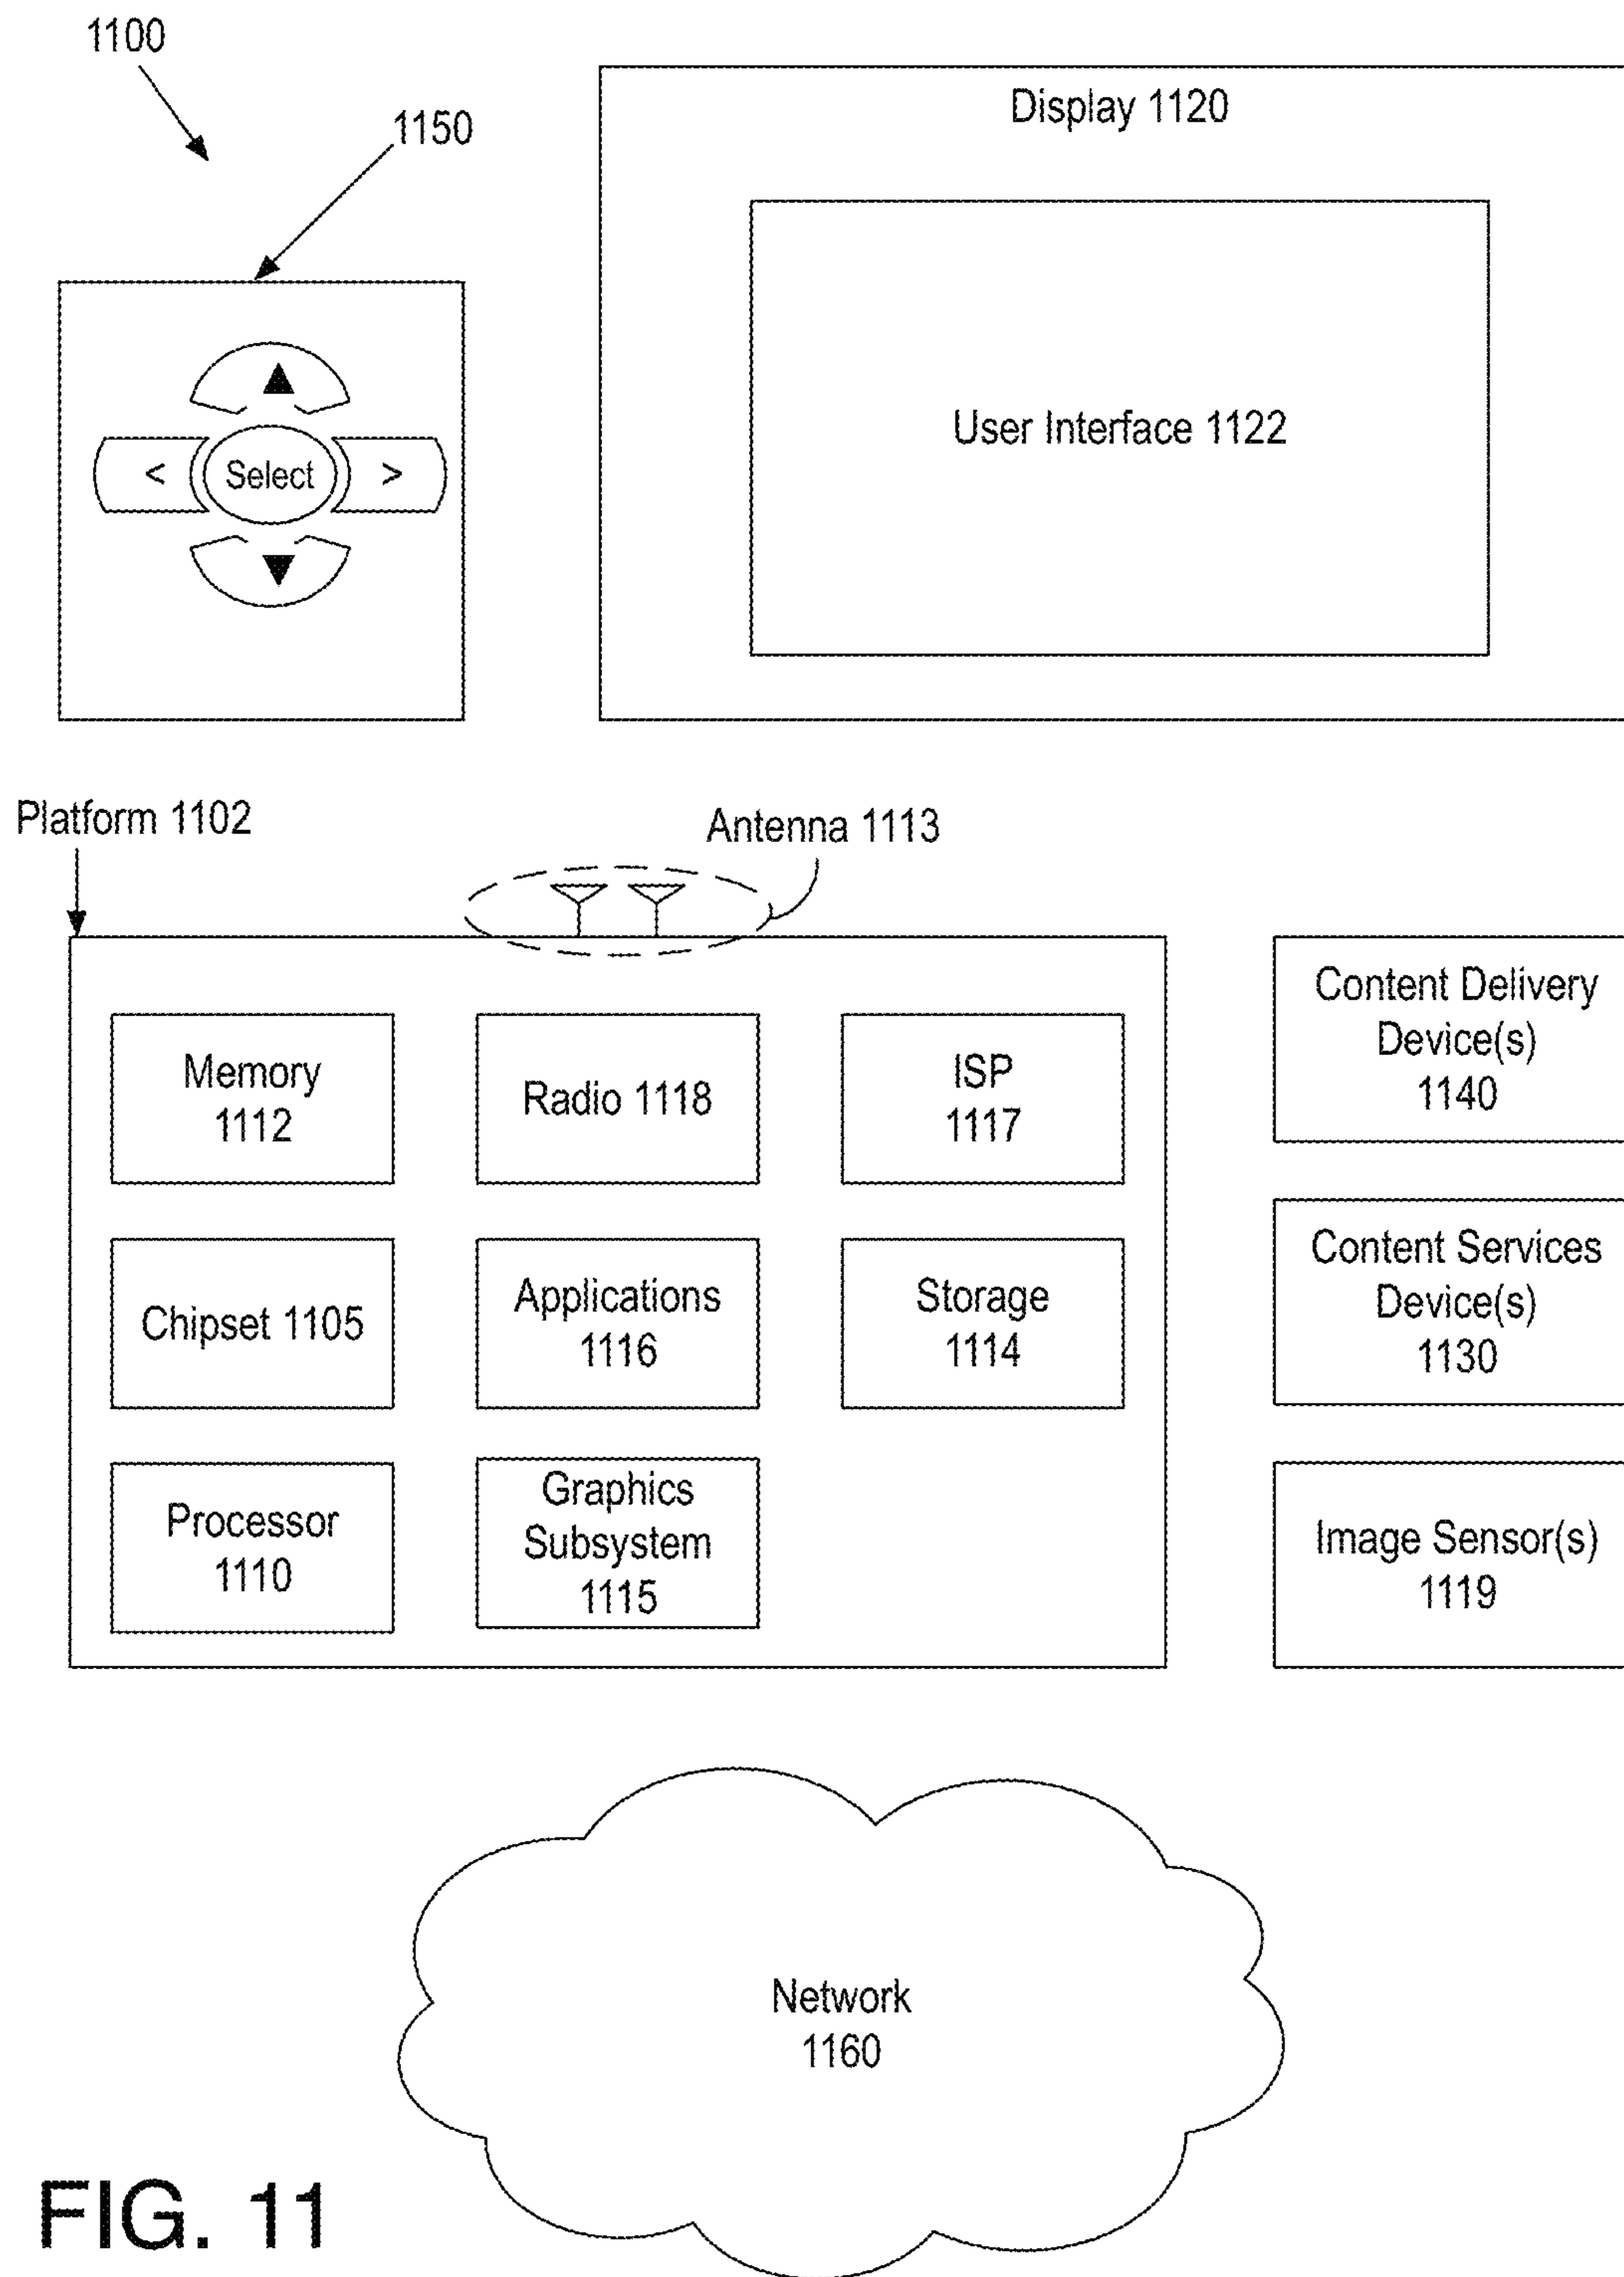 1100
1150
Display 1120
User Interface 1122
<
Select
>
Platform 1102
Antenna 1113
Memory
1112
Radio 1118
ISP
1117
Chipset 1105
Applications
1116
Storage
1114
Processor
1110
Graphics
Subsystem
1115
Content Delivery
Device(s)
1140
Content Services
Device(s)
1130
Image Sensor(s)
1119
Network
1160
FIG. 11